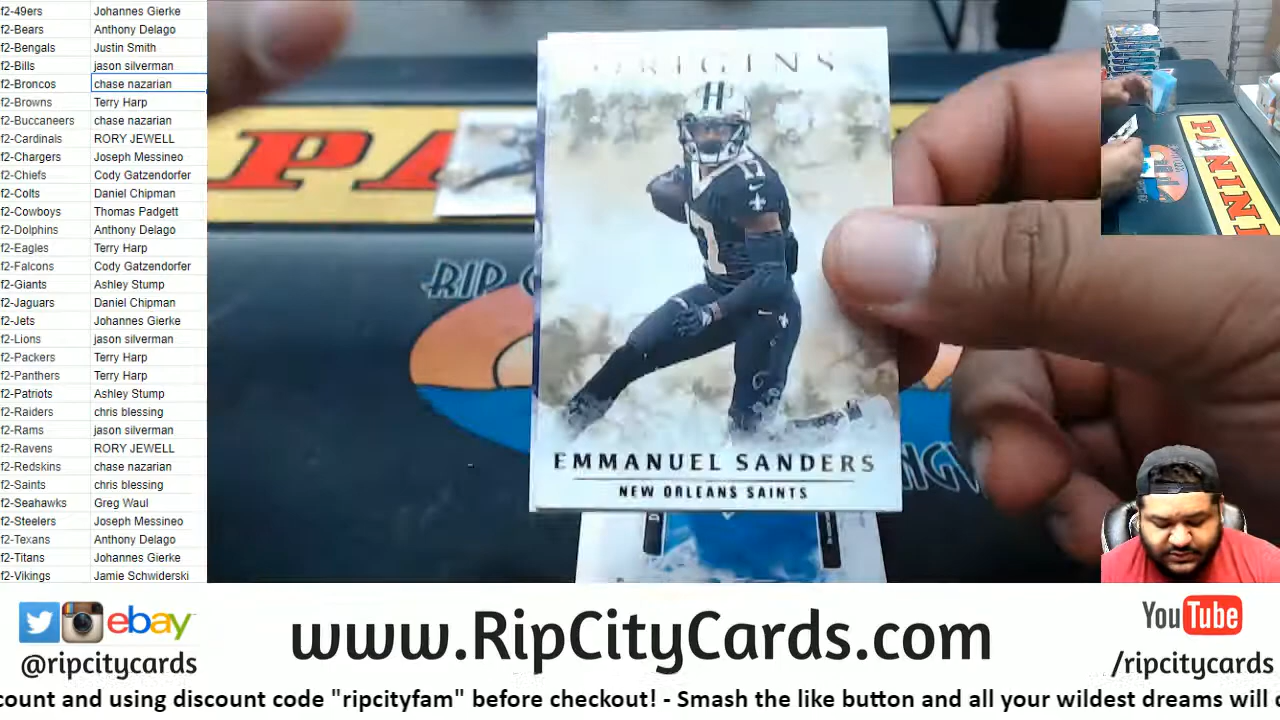 f2-49ers Johannes Gierke
f2-Bears Anthony Delago
f2-Bengals Justin Smith
f2-Bills jason silverman
f2-Broncos chase nazarian
f2-Browns Terry Harp
f2-Buccaneers chase nazarian
f2-Cardinals RORY JEWELL
f2-Chargers Joseph Messineo
f2-Chiefs Cody Gatzendorfer
f2-Colts Daniel Chipman
f2-Cowboys Thomas Padgett
f2-Dolphins Anthony Delago
f2-Eagles Terry Harp
f2-Falcons Cody Gatzendorfer
f2-Giants Ashley Stump
f2-Jaguars Daniel Chipman
f2-Jets Johannes Gierke
f2-Lions jason silverman
f2-Packers Terry Harp
f2-Panthers Terry Harp
f2-Patriots Ashley Stump
f2-Raiders chris blessing
f2-Rams jason silverman
f2-Ravens RORY JEWELL
f2-Redskins chase nazarian
f2-Saints chris blessing
f2-Seahawks Greg Waul
f2-Steelers Joseph Messineo
f2-Texans Anthony Delago
f2-Titans Johannes Gierke
f2-Vikings Jamie Schwiderski
ORIGINS
17
17
EMMANUEL SANDERS
NEW ORLEANS SAINTS
PA
RIP
PANINI
ebay
@ripcitycards
www.RipCityCards.com
YouTube
/ripcitycards
count and using discount code "ripcityfam" before checkout! - Smash the like button and all your wildest dreams will c